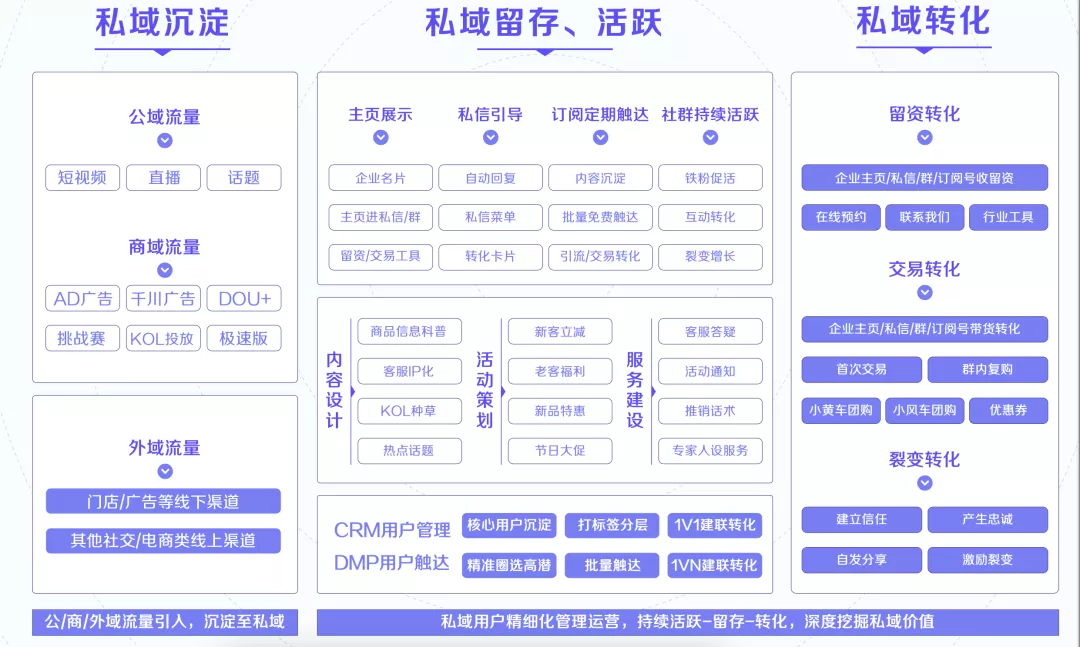 私域沉淀
私域留存、活跃
私域转化
公域流量
短视频 直播 话题
商域流量
AD广告 千川广告 DOU+
挑战赛 KOL投放 极速版
外域流量
门店/广告等线下渠道
其他社交/电商类线上渠道
公/商/外域流量引入，沉淀至私域
主页展示 私信引导 订阅定期触达 社群持续活跃
企业名片 自动回复 内容沉淀 铁粉促活
主页进私信/群 私信菜单 批量免费触达 互动转化
留资/交易工具 转化卡片 引流/交易转化 裂变增长
内容设计
商品信息科普
客服IP化
KOL种草
热点话题
活动策划
新客立减
老客福利
新品特惠
节日大促
服务建设
客服答疑
活动通知
推销话术
专家人设服务
CRM用户管理 核心用户沉淀 打标签分层 1V1建联转化
DMP用户触达 精准圈选高潜 批量触达 1VN建联转化
留资转化
企业主页/私信/群/订阅号收留资
在线预约 联系我们 行业工具
交易转化
企业主页/私信/群/订阅号带货转化
首次交易 群内复购
小黄车团购 小风车团购 优惠券
裂变转化
建立信任 产生忠诚
自发分享 激励裂变
私域用户精细化管理运营，持续活跃-留存-转化，深度挖掘私域价值